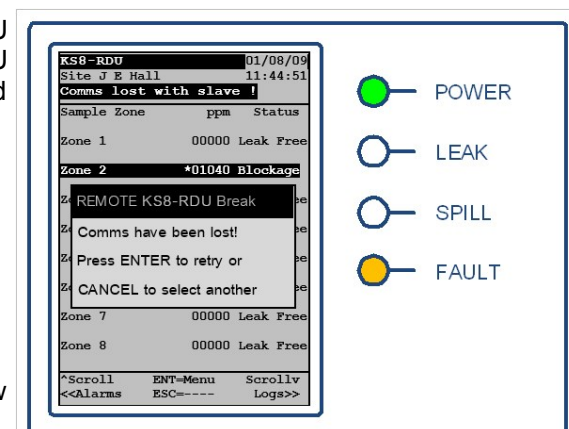 U
U
d
w
KS8-RDU 01/08/09
Site J E Hall 11:44:51
Comms lost with slave !
Sample Zone ppm Status
Zone 1 00000 Leak Free
Zone 2 *01040 Blockage
REMOTE KS8-RDU Break
Comms have been lost!
Press ENTER to retry or
CANCEL to select another
Zone 7 00000 Leak Free
Zone 8 00000 Leak Free
^Scroll ENT=Menu Scrollv
<<Alarms ESC=---- Logs>>
POWER
LEAK
SPILL
FAULT